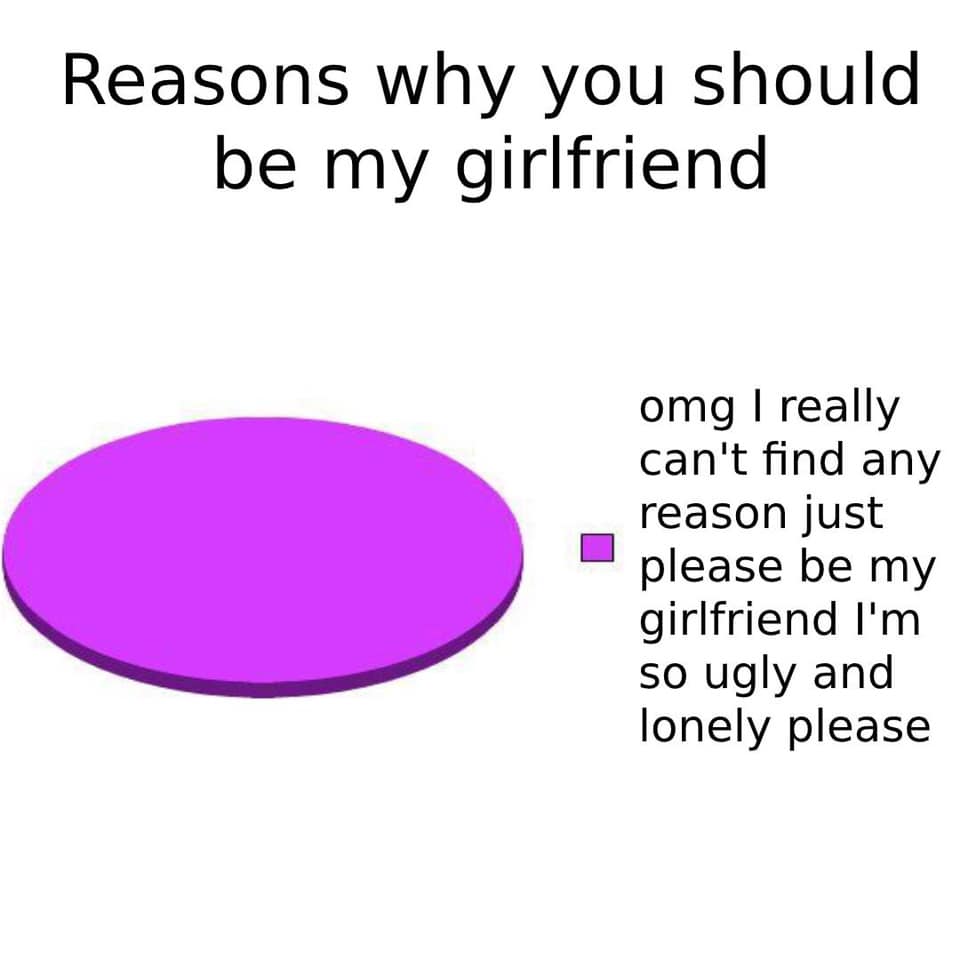 Reasons why you should
be my girlfriend
omg I really
can't find any
reason just
please be my
girlfriend I'm
so ugly and
lonely please